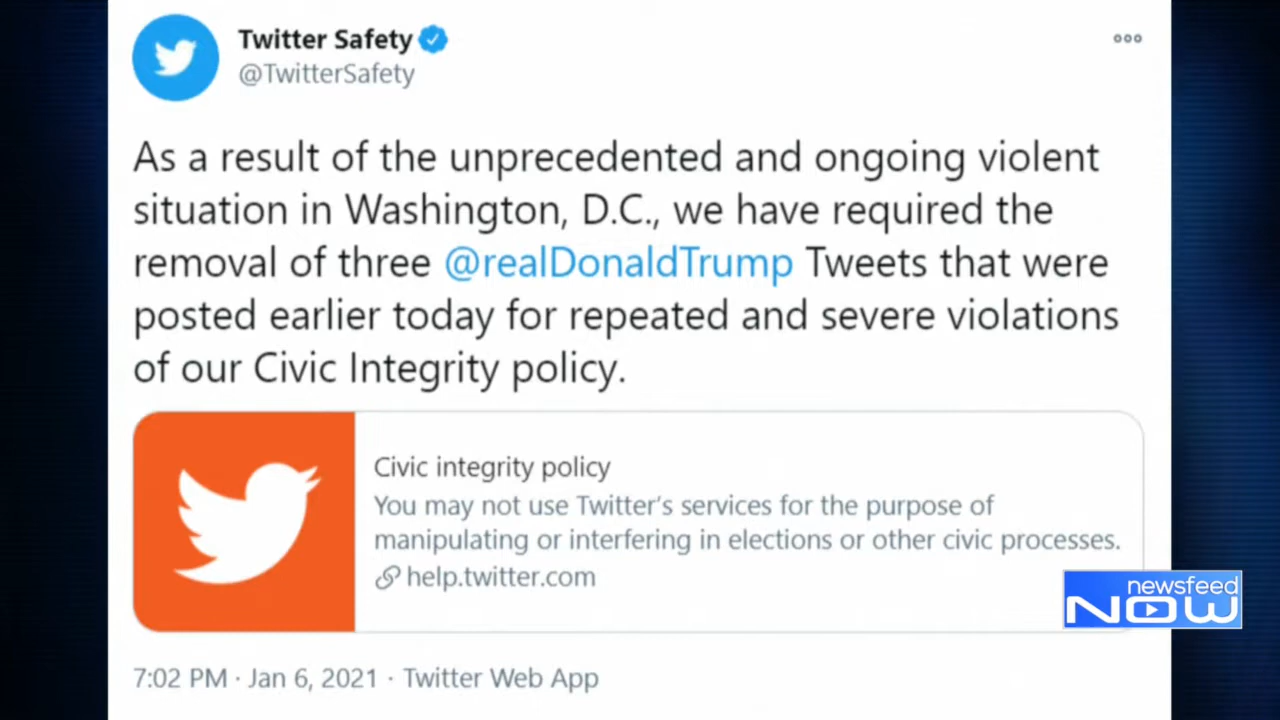 Twitter Safety
@TwitterSafety
As a result of the unprecedented and ongoing violent
situation in Washington, D.C., we have required the
removal of three @realDonaldTrump Tweets that were
posted earlier today for repeated and severe violations
of our Civic Integrity policy.
Civic integrity policy
You may not use Twitter's services for the purpose of
manipulating or interfering in elections or other civic processes.
help.twitter.com
newsfeed
NOW
7:02 PM · Jan 6, 2021 · Twitter Web App